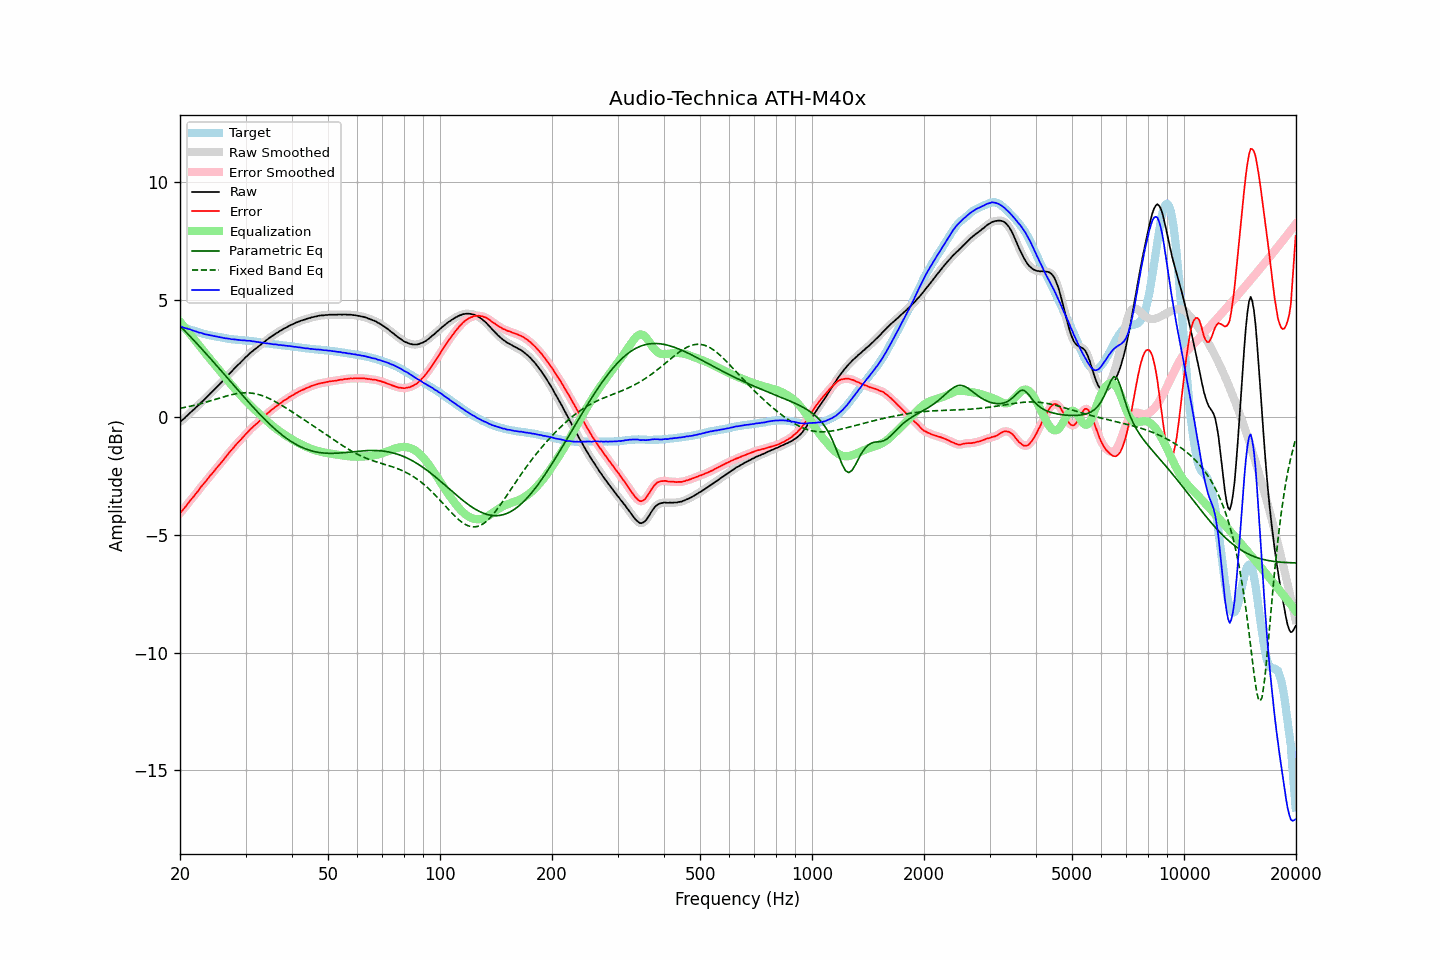 Audio-Technica ATH-M40x
Target
Raw Smoothed
Error Smoothed
Raw
Error
Equalization
Parametric Eq
Fixed Band Eq
Equalized
Amplitude (dBr)
10
5
0
−5
−10
−15
20 50 100 200 500 1000 2000 5000 10000 20000
Frequency (Hz)